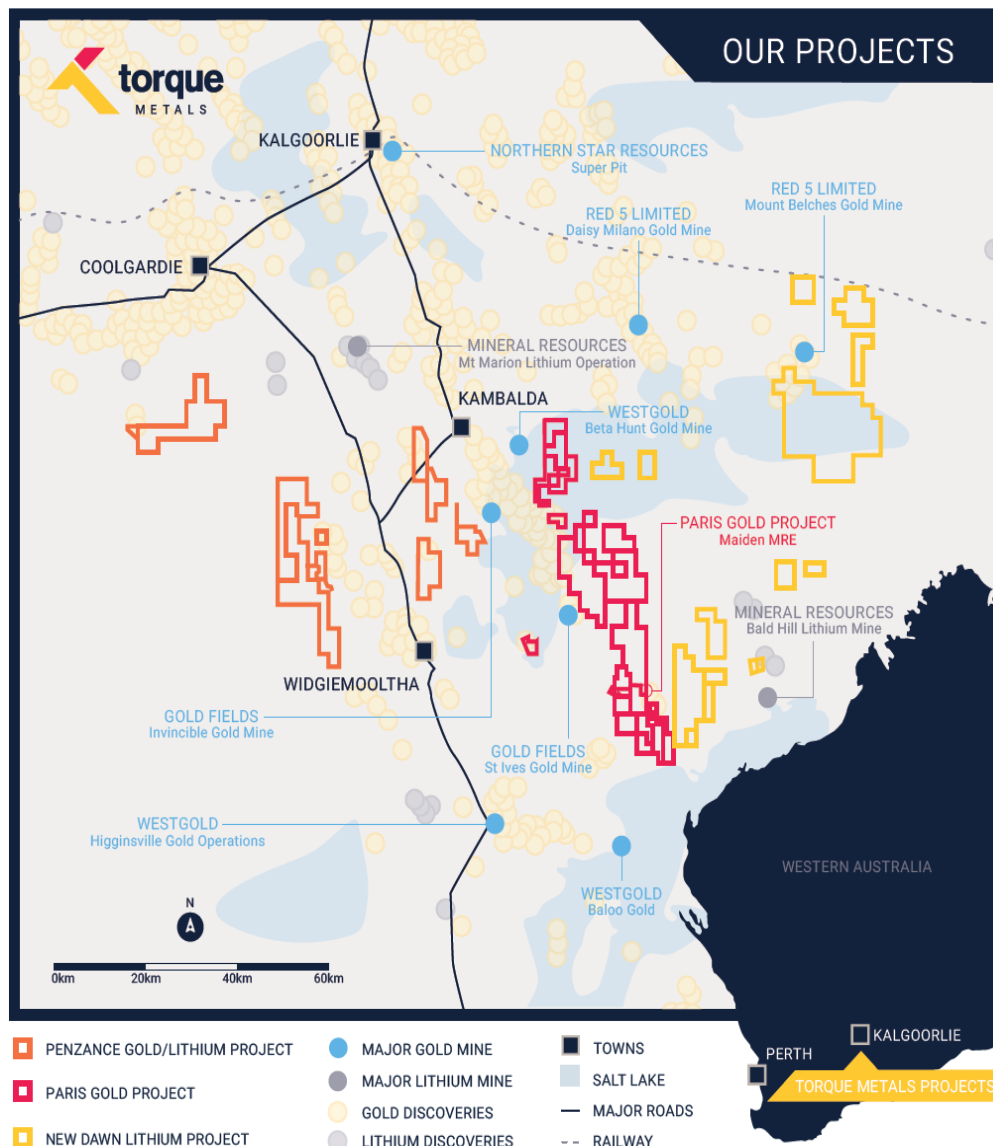 OUR PROJECTS
torque
METALS
KALGOORLIE
NORTHERN STAR RESOURCES
Super Pit
RED 5 LIMITED
Mount Belches Gold Mine
RED 5 LIMITED
Daisy Milano Gold Mine
COOLGARDIE
MINERAL RESOURCES
Mt Marion Lithium Operation
KAMBALDA
WESTGOLD
Beta Hunt Gold Mine
PARIS GOLD PROJECT
Maiden MRE
MINERAL RESOURCES
Bald Hill Lithium Mine
WIDGIEMOOLTHA
GOLD FIELDS
Invincible Gold Mine
GOLD FIELDS
St Ives Gold Mine
WESTGOLD
Higginsville Gold Operations
WESTERN AUSTRALIA
WESTGOLD
Baloo Gold
N
0km 20km 40km 60km
PENZANCE GOLD/LITHIUM PROJECT
PARIS GOLD PROJECT
NEW DAWN LITHIUM PROJECT
MAJOR GOLD MINE
MAJOR LITHIUM MINE
GOLD DISCOVERIES
LITHIUM DISCOVERIES
TOWNS
SALT LAKE
MAJOR ROADS
RAILWAY
KALGOORLIE
PERTH
TORQUE METALS PROJECTS